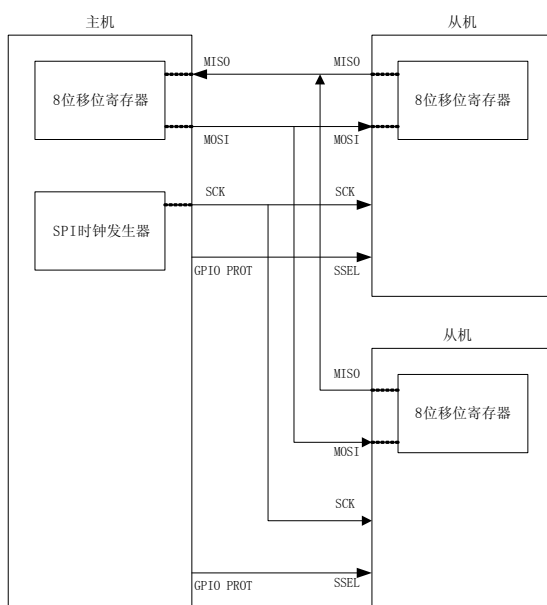 主机 从机
MISO MISO
8位移位寄存器 8位移位寄存器
MOSI MOSI
SCK SCK
SPI时钟发生器
GPIO PROT SSEL
从机
MISO
8位移位寄存器
MOSI
SCK
GPIO PROT SSEL